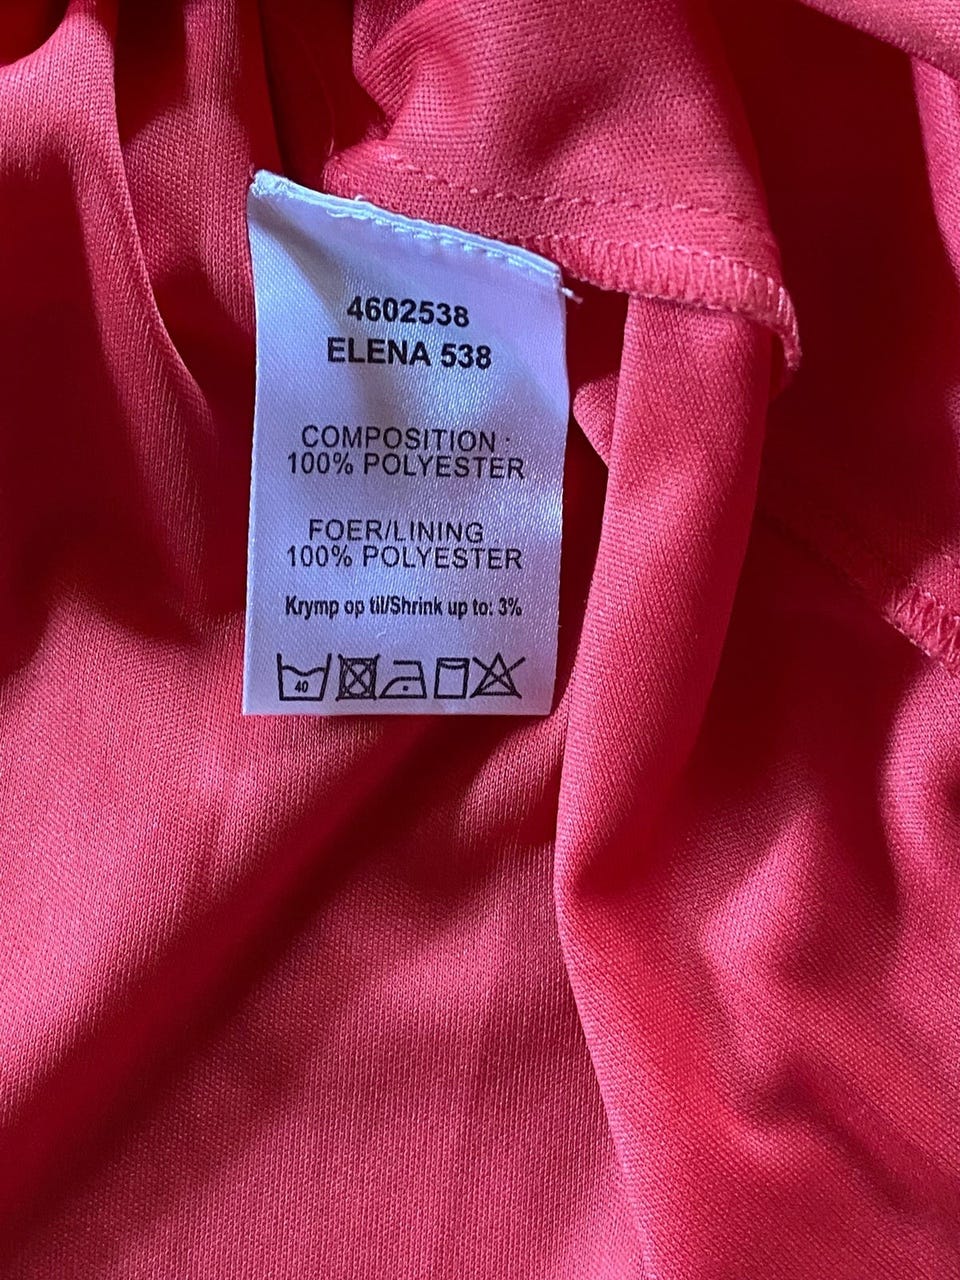 4602538
ELENA 538
COMPOSITION :
100% POLYESTER
FOER/LINING :
100% POLYESTER
Krymp op til/Shrink up to: 3%
40